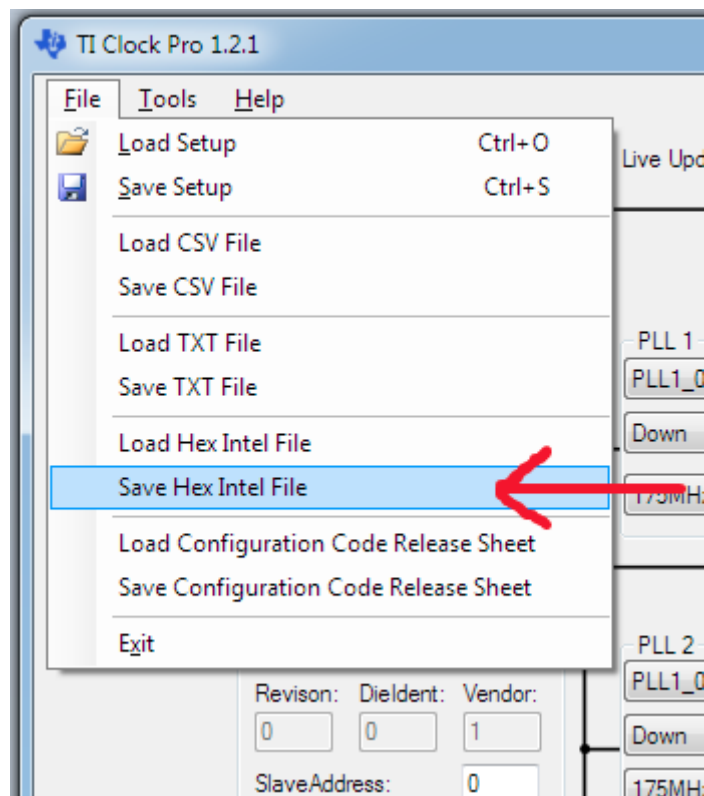 TI Clock Pro 1.2.1
File Tools Help
Load Setup Ctrl+O
Live Upd
Save Setup Ctrl+S
Load CSV File
Save CSV File
Load TXT File
PLL 1
Save TXT File
PLL1_0
Load Hex Intel File
Down
Save Hex Intel File
175MHz
Load Configuration Code Release Sheet
Save Configuration Code Release Sheet
Exit
PLL 2
PLL1_0
Revison: DieIdent: Vendor:
0 0 1
Down
SlaveAddress: 0
175MH